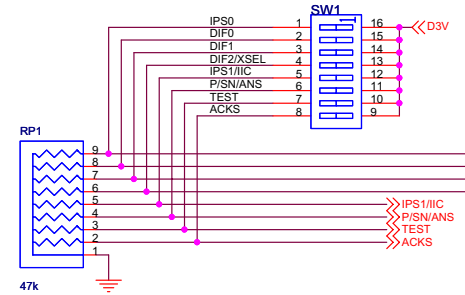 SW1
IPS0 1 16 D3V
DIF0 2 15
DIF1 3 14
DIF2/XSEL 4 13
IPS1/IIC 5 12
P/SN/ANS 6 11
TEST 7 10
ACKS 8 9
RP1
9
8
7
6
5 IPS1/IIC
4 P/SN/ANS
3 TEST
2 ACKS
1
47k